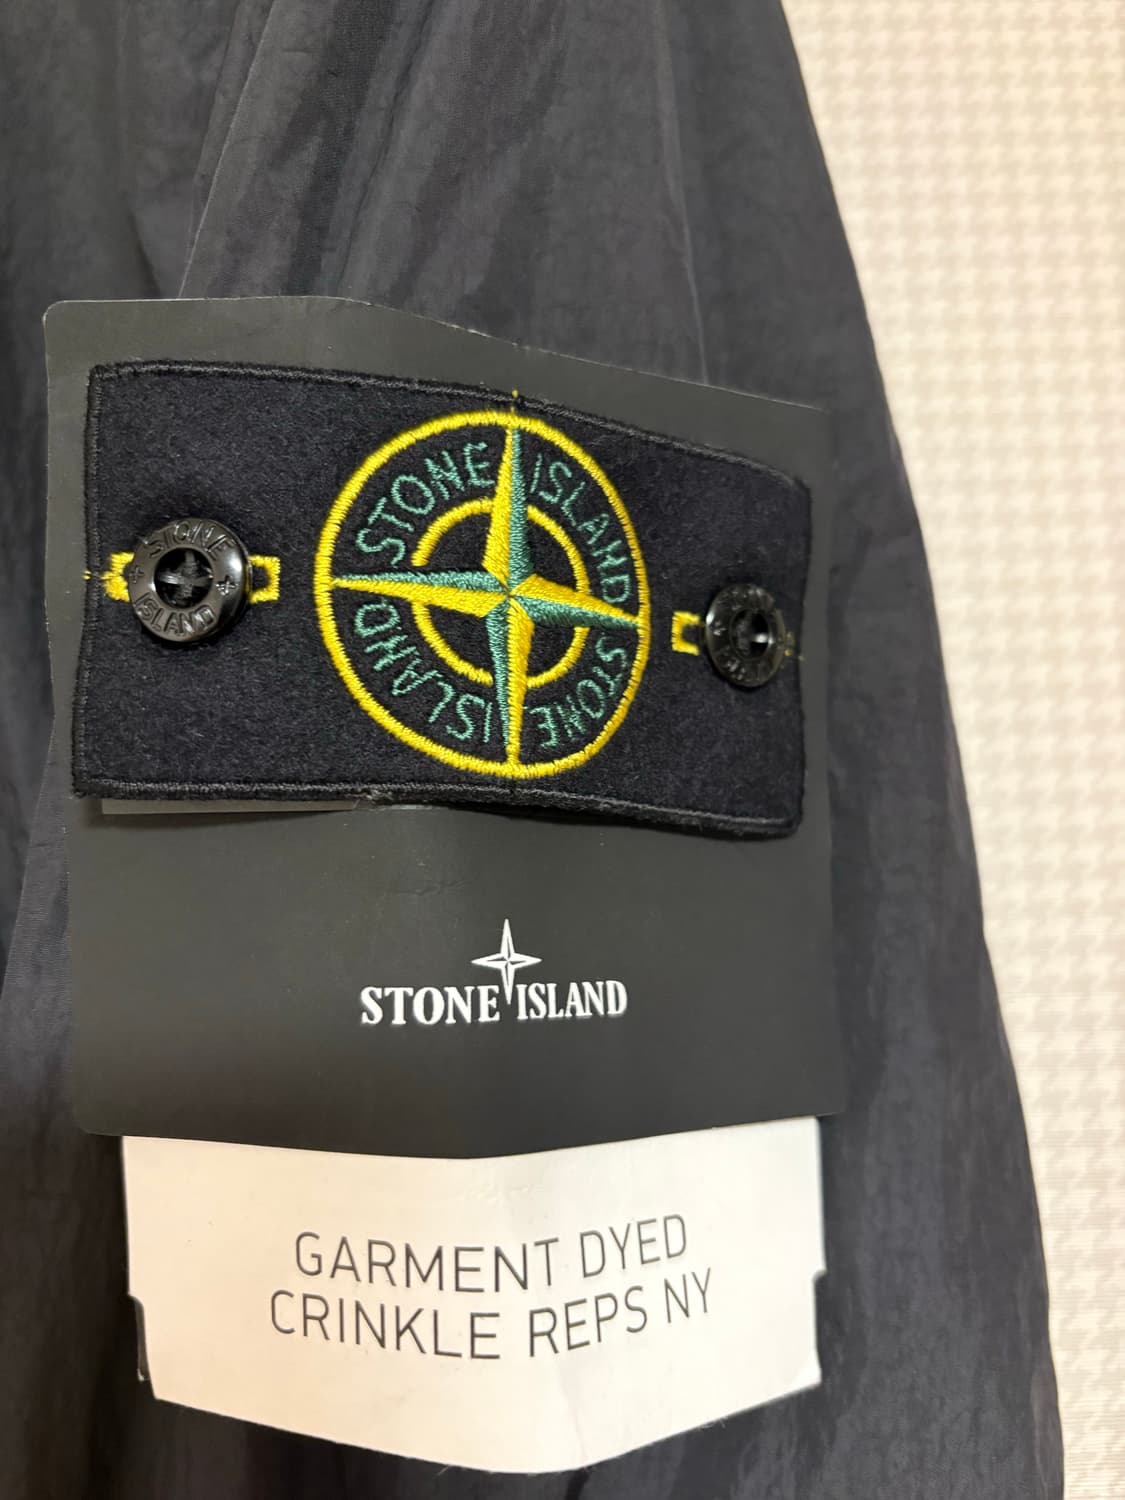 STONE ISLAND
STONE ISLAND
STONE
ISLAND
STONE ISLAND
GARMENT DYED
CRINKLE REPS NY